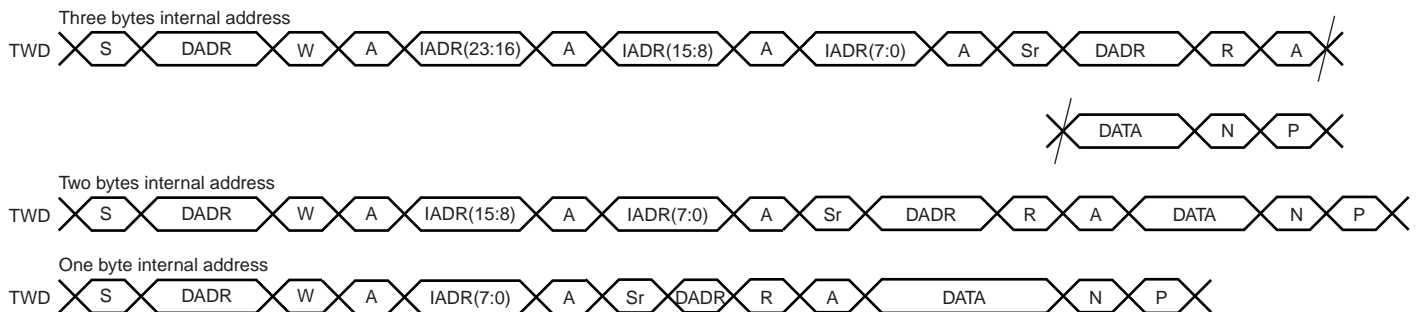 Three bytes internal address
TWD S DADR W A IADR(23:16) A IADR(15:8) A IADR(7:0) A Sr DADR R A
DATA N P
Two bytes internal address
TWD S DADR W A IADR(15:8) A IADR(7:0) A Sr DADR R A DATA N P
One byte internal address
TWD S DADR W A IADR(7:0) A Sr DADR R A DATA N P